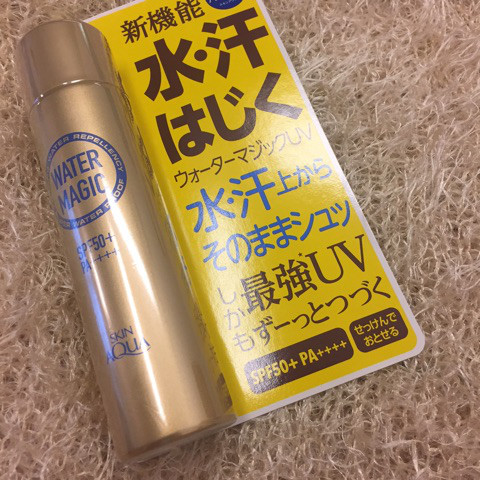 新機能
水・汗
はじく
ウォーターマジックUV
水・汗上から
そのままシュッ
しかも最強UV
ずーっとつづく
SPF50+ PA++++
せっけんで
おとせる
WATER REPELLENCY
WATER
MAGIC
WATER PROOF
SPF50+
PA++++
SKIN
AQUA